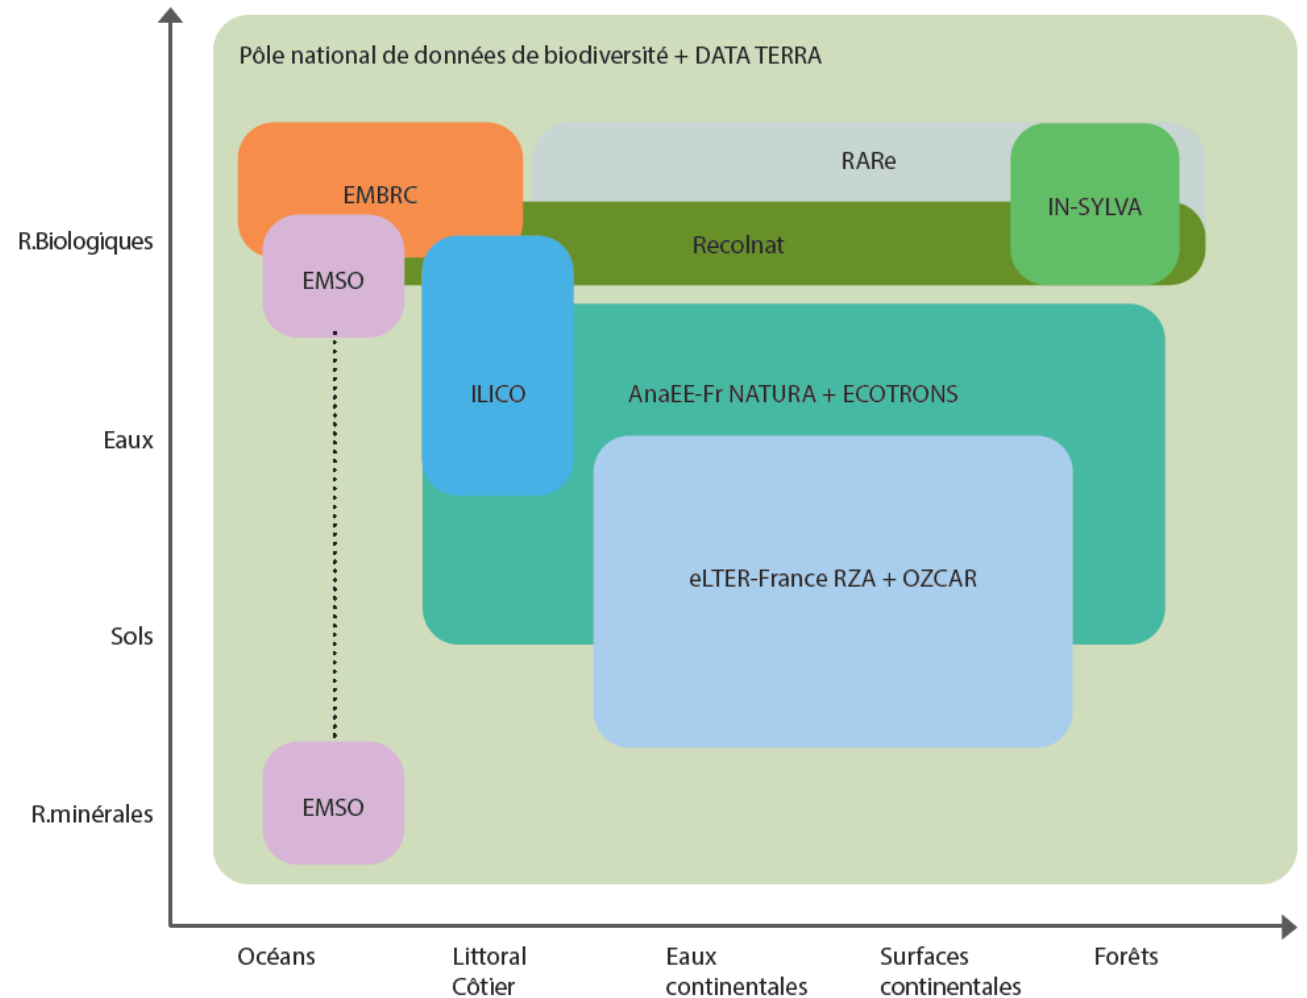 Pôle national de données de biodiversité + DATA TERRA
RARe
EMBRC
IN-SYLVA
R.Biologiques
Recolnat
EMSO
ILICO
AnaEE-Fr NATURA + ECOTRONS
Eaux
eLTER-France RZA + OZCAR
Sols
EMSO
R.minérales
Océans
Littoral
Côtier
Eaux
continentales
Surfaces
continentales
Forêts